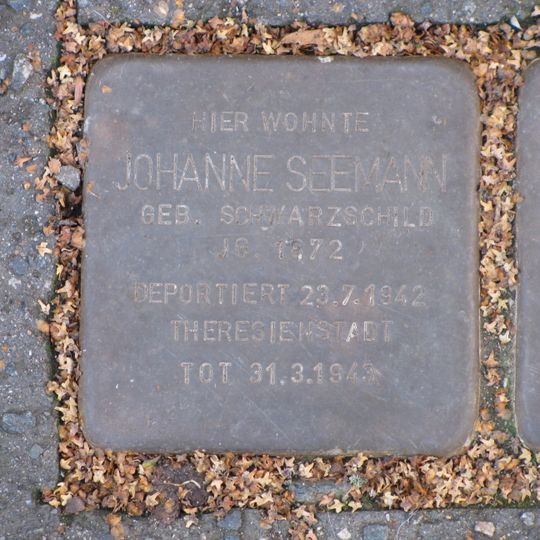 HIER WOHNTE
JOHANNE SEEMANN
GEB. SCHWARZSCHILD
JG. 1872
DEPORTIERT 23.7.1942
THERESIENSTADT
TOT 31.3.1943